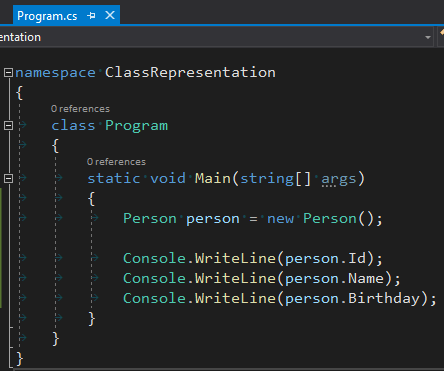 Program.cs
entation
namespace ClassRepresentation
{
0 references
class Program
{
0 references
static void Main(string[] args)
{
Person person = new Person();
Console.WriteLine(person.Id);
Console.WriteLine(person.Name);
Console.WriteLine(person.Birthday);
}
}
}